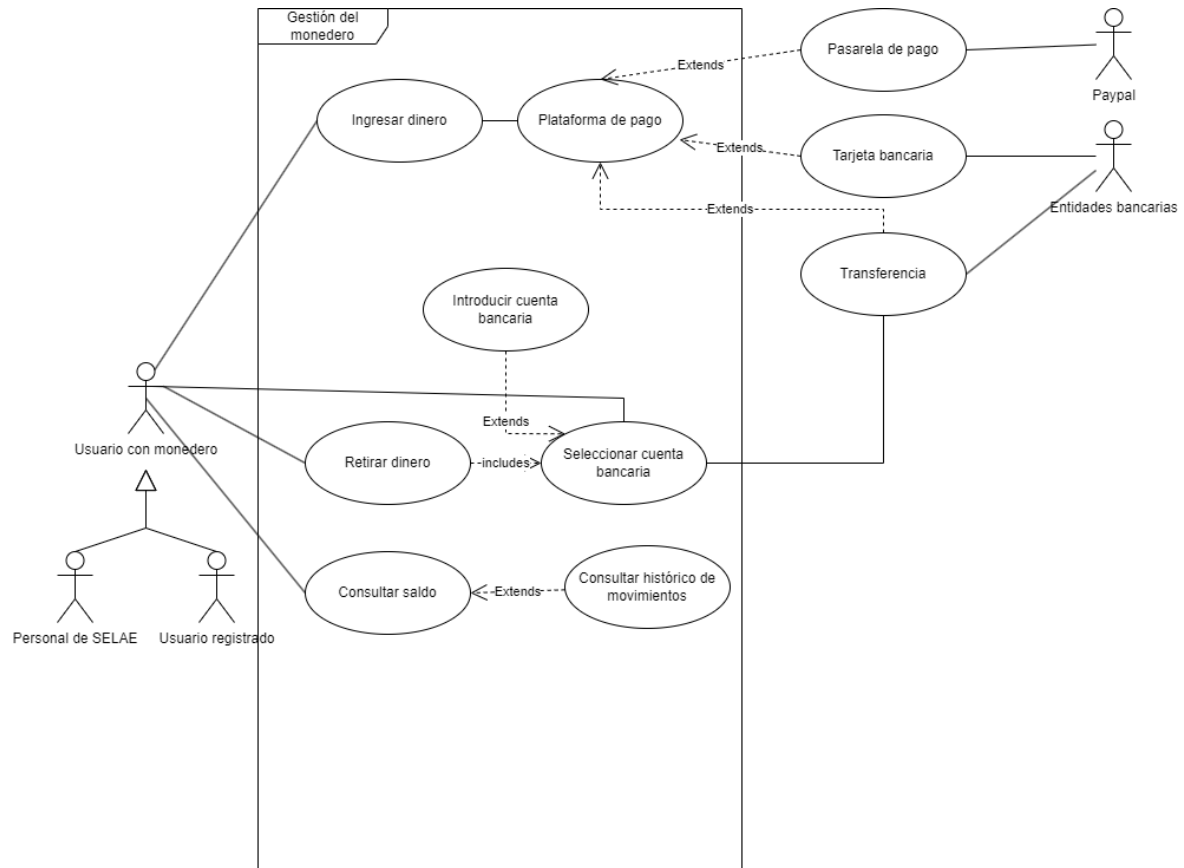 Gestión del
monedero
Pasarela de pago
Extends
Paypal
Ingresar dinero
Plataforma de pago
Extends
Tarjeta bancaria
Entidades bancarias
Extends
Transferencia
Introducir cuenta
bancaria
Usuario con monedero
Extends
Retirar dinero
includes
Seleccionar cuenta
bancaria
Consultar saldo
Extends
Consultar histórico de
movimientos
Personal de SELAE
Usuario registrado